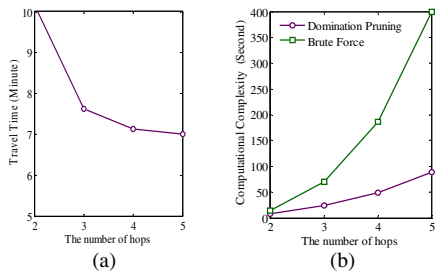 10
9
8
7
6
5
2
3
4
5
Travel Time (Minute)
The number of hops
(a)
400
350
300
250
200
150
100
50
0
2
3
4
5
Computational Complexity (Second)
Domination Pruning
Brute Force
The number of hops
(b)